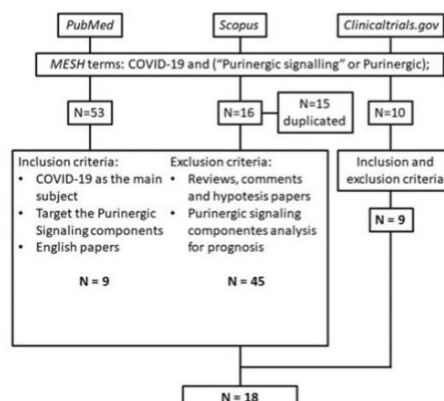 PubMed
Scopus
Clinicaltrials.gov
MESH terms: COVID-19 and (“Purinergic signalling” or Purinergic);
N=53
N=16
N=15
duplicated
N=10
Inclusion criteria:
• COVID-19 as the main
subject
• Target the Purinergic
Signaling components
• English papers
N = 9
Exclusion criteria:
• Reviews, comments
and hypotesis papers
• Purinergic signaling
componentes analysis
for prognosis
N = 45
Inclusion and
exclusion criteria
N = 9
N = 18